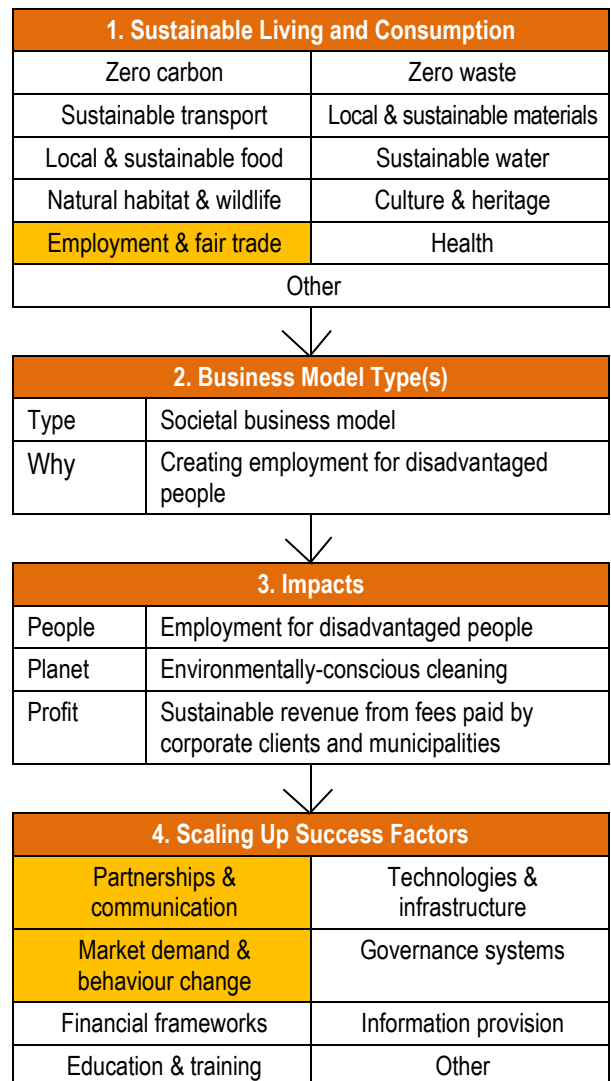 1. Sustainable Living and Consumption
Zero carbon
Zero waste
Sustainable transport
Local & sustainable materials
Local & sustainable food
Sustainable water
Natural habitat & wildlife
Culture & heritage
Employment & fair trade
Health
Other
2. Business Model Type(s)
Type
Societal business model
Why
Creating employment for disadvantaged
people
3. Impacts
People
Employment for disadvantaged people
Planet
Environmentally-conscious cleaning
Profit
Sustainable revenue from fees paid by
corporate clients and municipalities
4. Scaling Up Success Factors
Partnerships &
communication
Technologies &
infrastructure
Market demand &
behaviour change
Governance systems
Financial frameworks
Information provision
Education & training
Other